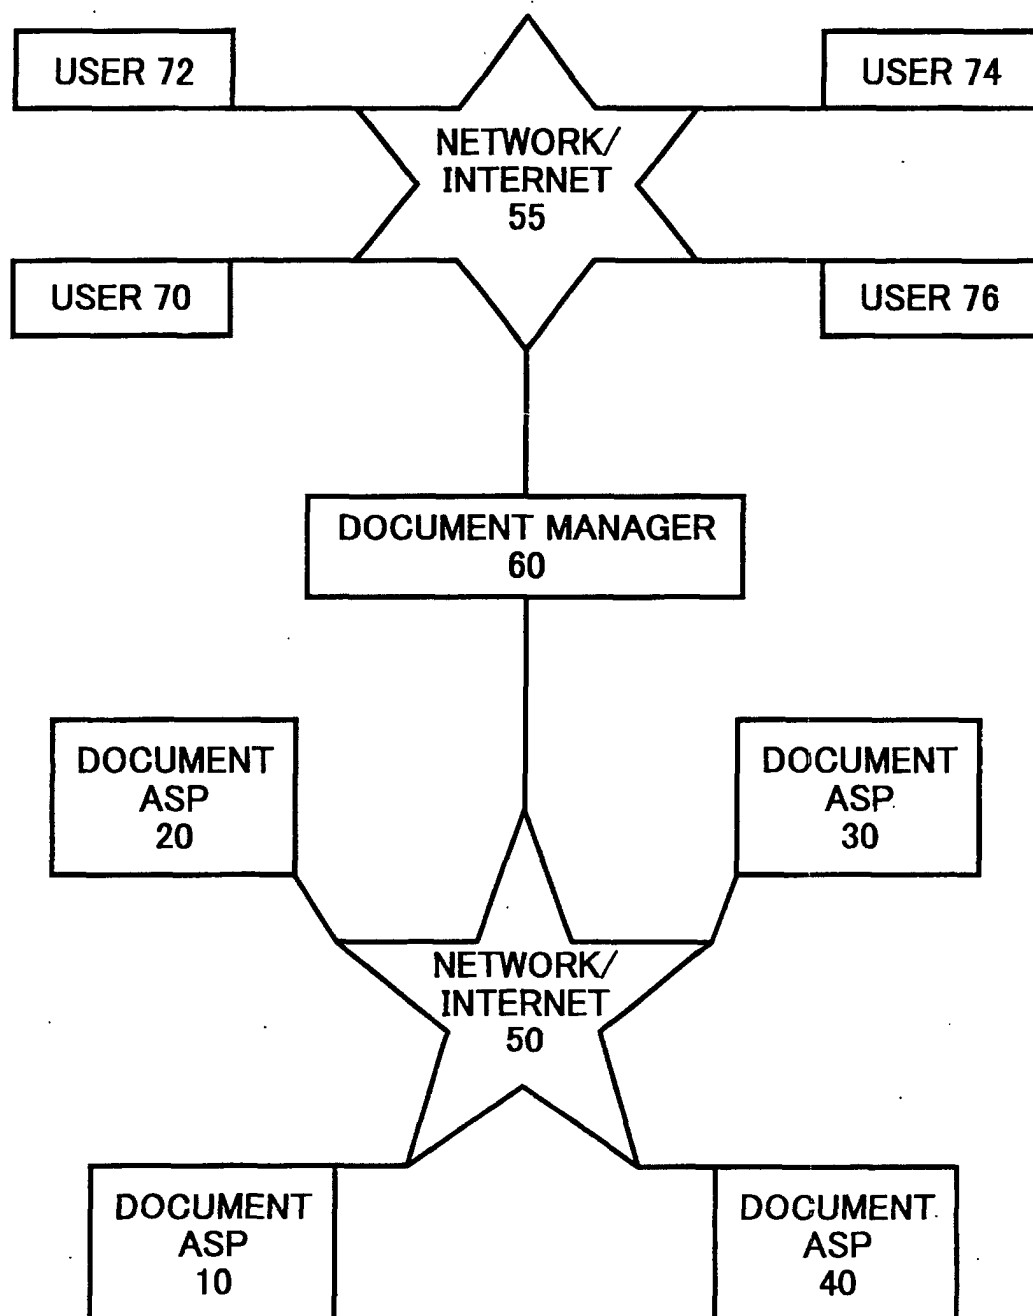 USER 72
USER 74
NETWORK/
INTERNET
55
USER 70
USER 76
DOCUMENT MANAGER
60
DOCUMENT
ASP
20
DOCUMENT
ASP
30
NETWORK/
INTERNET
50
DOCUMENT
ASP
10
DOCUMENT
ASP
40